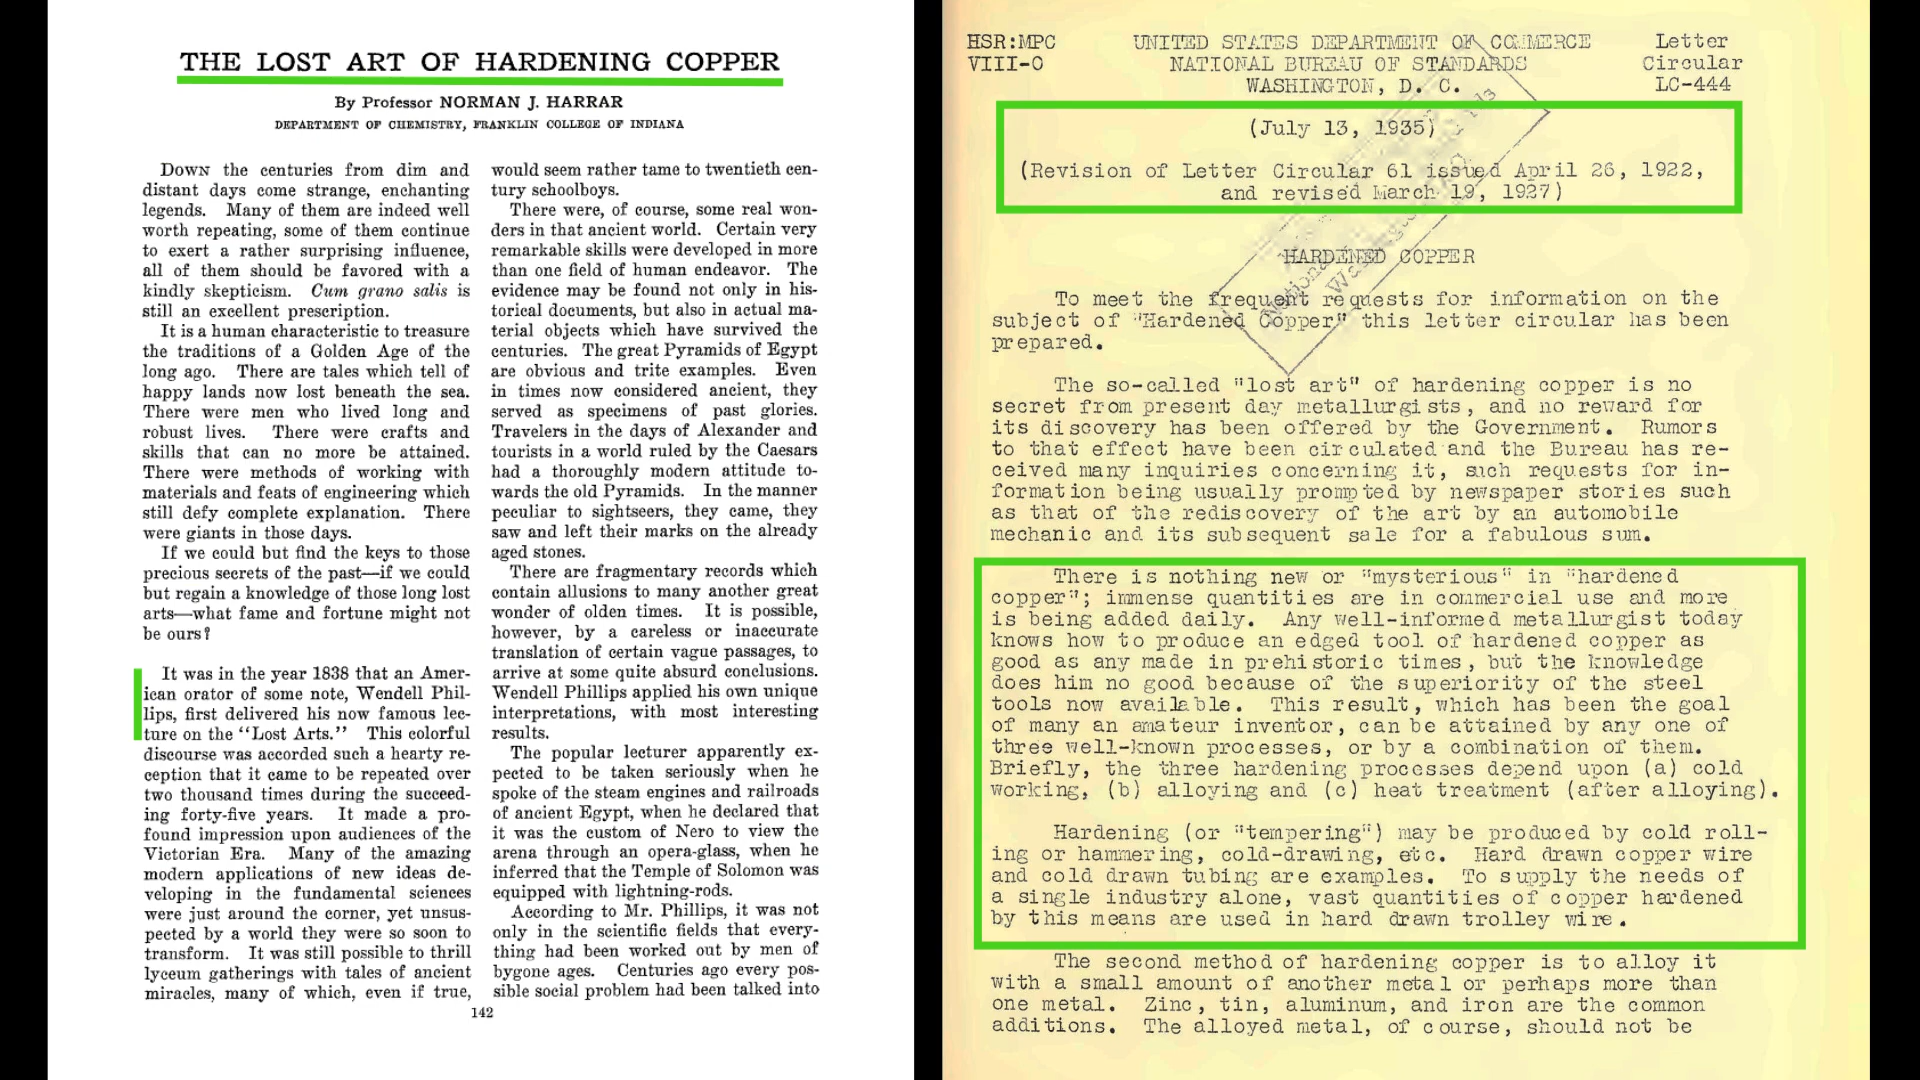 THE LOST ART OF HARDENING COPPER
By Professor NORMAN J. HARRAR
DEPARTMENT OF CHEMISTRY, FRANKLIN COLLEGE OF INDIANA
Down the centuries from dim and
distant days come strange, enchanting
legends. Many of them are indeed well
worth repeating, some of them continue
to exert a rather surprising influence,
all of them should be favored with a
kindly skepticism. Cum grano salis is
still an excellent prescription.
It is a human characteristic to treasure
the traditions of a Golden Age of the
long ago. There are tales which tell of
happy lands now lost beneath the sea.
There were men who lived long and
robust lives. There were crafts and
skills that can no more be attained.
There were methods of working with
materials and feats of engineering which
still defy complete explanation. There
were giants in those days.
If we could but find the keys to those
precious secrets of the past—if we could
but regain a knowledge of those long lost
arts—what fame and fortune might not
be ours?
It was in the year 1838 that an Amer-
ican orator of some note, Wendell Phil-
lips, first delivered his now famous lec-
ture on the "Lost Arts." This colorful
discourse was accorded such a hearty re-
ception that it came to be repeated over
two thousand times during the succeed-
ing forty-five years. It made a pro-
found impression upon audiences of the
Victorian Era. Many of the amazing
modern applications of new ideas de-
veloping in the fundamental sciences
were just around the corner, yet unsus-
pected by a world they were so soon to
transform. It was still possible to thrill
lyceum gatherings with tales of ancient
miracles, many of which, even if true,
would seem rather tame to twentieth cen-
tury schoolboys.
There were, of course, some real won-
ders in that ancient world. Certain very
remarkable skills were developed in more
than one field of human endeavor. The
evidence may be found not only in his-
torical documents, but also in actual ma-
terial objects which have survived the
centuries. The great Pyramids of Egypt
are obvious and trite examples. Even
in times now considered ancient, they
served as specimens of past glories.
Travelers in the days of Alexander and
tourists in a world ruled by the Caesars
had a thoroughly modern attitude to-
wards the old Pyramids. In the manner
peculiar to sightseers, they came, they
saw and left their marks on the already
aged stones.
There are fragmentary records which
contain allusions to many another great
wonder of olden times. It is possible,
however, by a careless or inaccurate
translation of certain vague passages, to
arrive at some quite absurd conclusions.
Wendell Phillips applied his own unique
interpretations, with most interesting
results.
The popular lecturer apparently ex-
pected to be taken seriously when he
spoke of the steam engines and railroads
of ancient Egypt, when he declared that
it was the custom of Nero to view the
arena through an opera-glass, when he
inferred that the Temple of Solomon was
equipped with lightning-rods.
According to Mr. Phillips, it was not
only in the scientific fields that every-
thing had been worked out by men of
bygone ages. Centuries ago every pos-
sible social problem had been talked into
142
HSR:MPC UNITED STATES DEPARTMENT OF COMMERCE Letter
VIII-O NATIONAL BUREAU OF STANDARDS Circular
WASHINGTON, D. C. LC-444
(July 13, 1935)
(Revision of Letter Circular 61 issued April 26, 1922,
and revised March 19, 1927)
HARDENED COPPER
To meet the frequent requests for information on the
subject of "Hardened Copper" this letter circular has been
prepared.
The so-called "lost art" of hardening copper is no
secret from present day metallurgists, and no reward for
its discovery has been offered by the Government. Rumors
to that effect have been circulated and the Bureau has re-
ceived many inquiries concerning it, such requests for in-
formation being usually prompted by newspaper stories such
as that of the rediscovery of the art by an automobile
mechanic and its subsequent sale for a fabulous sum.
There is nothing new or "mysterious" in "hardened
copper"; immense quantities are in commercial use and more
is being added daily. Any well-informed metallurgist today
knows how to produce an edged tool of hardened copper as
good as any made in prehistoric times, but the knowledge
does him no good because of the superiority of the steel
tools now available. This result, which has been the goal
of many an amateur inventor, can be attained by any one of
three well-known processes, or by a combination of them.
Briefly, the three hardening processes depend upon (a) cold
working, (b) alloying and (c) heat treatment (after alloying).
Hardening (or "tempering") may be produced by cold roll-
ing or hammering, cold-drawing, etc. Hard drawn copper wire
and cold drawn tubing are examples. To supply the needs of
a single industry alone, vast quantities of copper hardened
by this means are used in hard drawn trolley wire.
The second method of hardening copper is to alloy it
with a small amount of another metal or perhaps more than
one metal. Zinc, tin, aluminum, and iron are the common
additions. The alloyed metal, of course, should not be